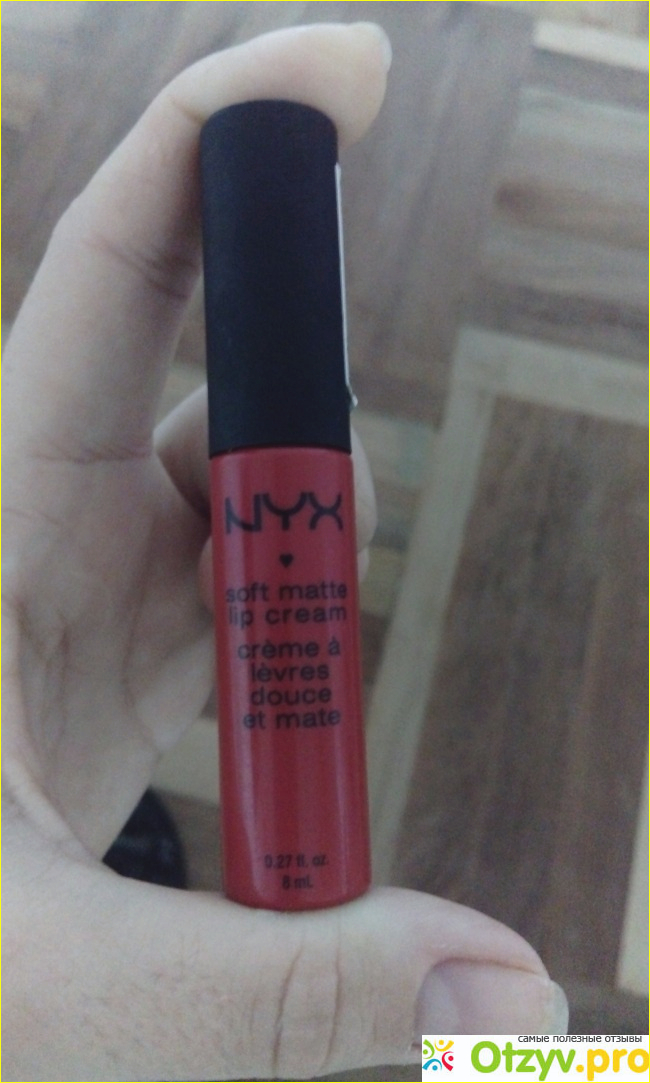 NYX
soft matte
lip cream
crème à
lèvres
douce
et mate
0.27 fl. oz.
8 mL
самые полезные отзывы
Otzyv.pro